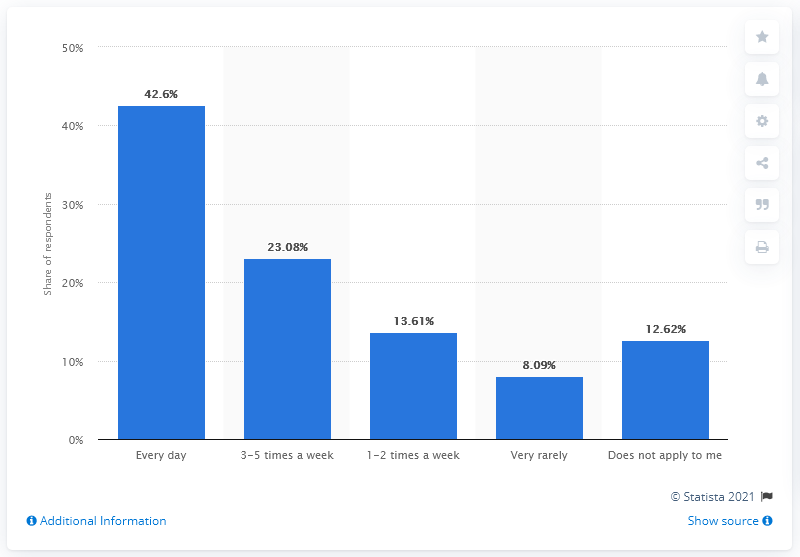 50%
42.6%
40%
Share of respondents
30%
23.08%
20%
13.61%
12.62%
10%
8.09%
0%
Every day
3-5 times a week
1-2 times a week
Very rarely
Does not apply to me
© Statista 2021
Additional Information
Show source